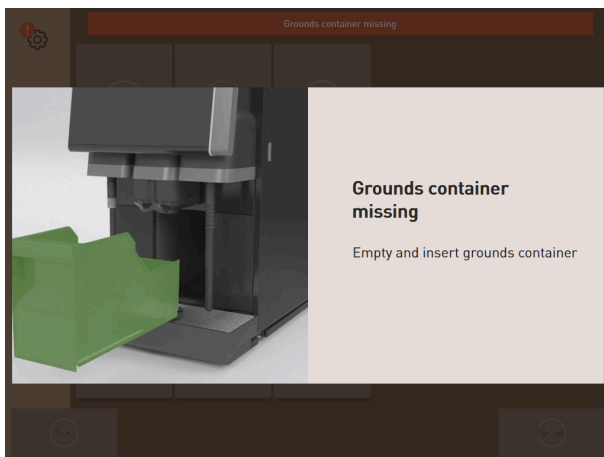 Grounds container missing
Grounds container
missing
Empty and insert grounds container